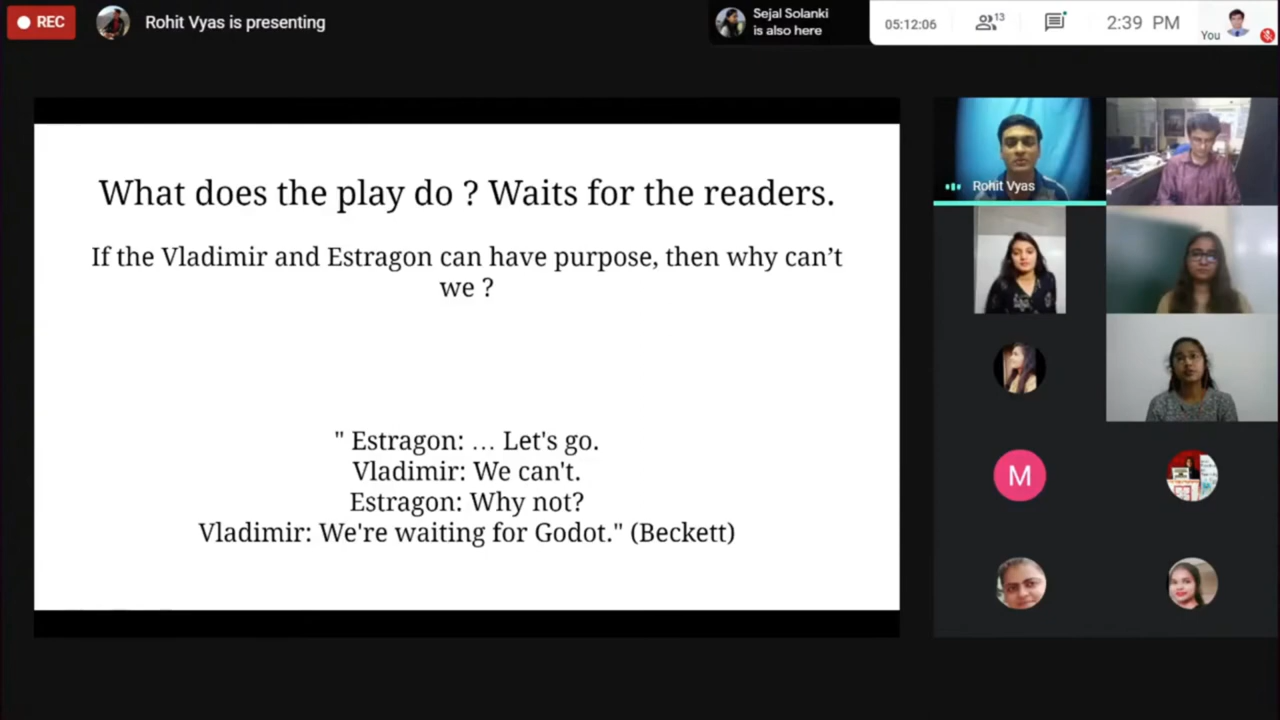 REC
Rohit Vyas is presenting
Sejal Solanki
is also here
05:12:06
13
2:39 PM
You
What does the play do ? Waits for the readers.
If the Vladimir and Estragon can have purpose, then why can’t
we ?
" Estragon: … Let's go.
Vladimir: We can't.
Estragon: Why not?
Vladimir: We're waiting for Godot." (Beckett)
Rohit Vyas
M